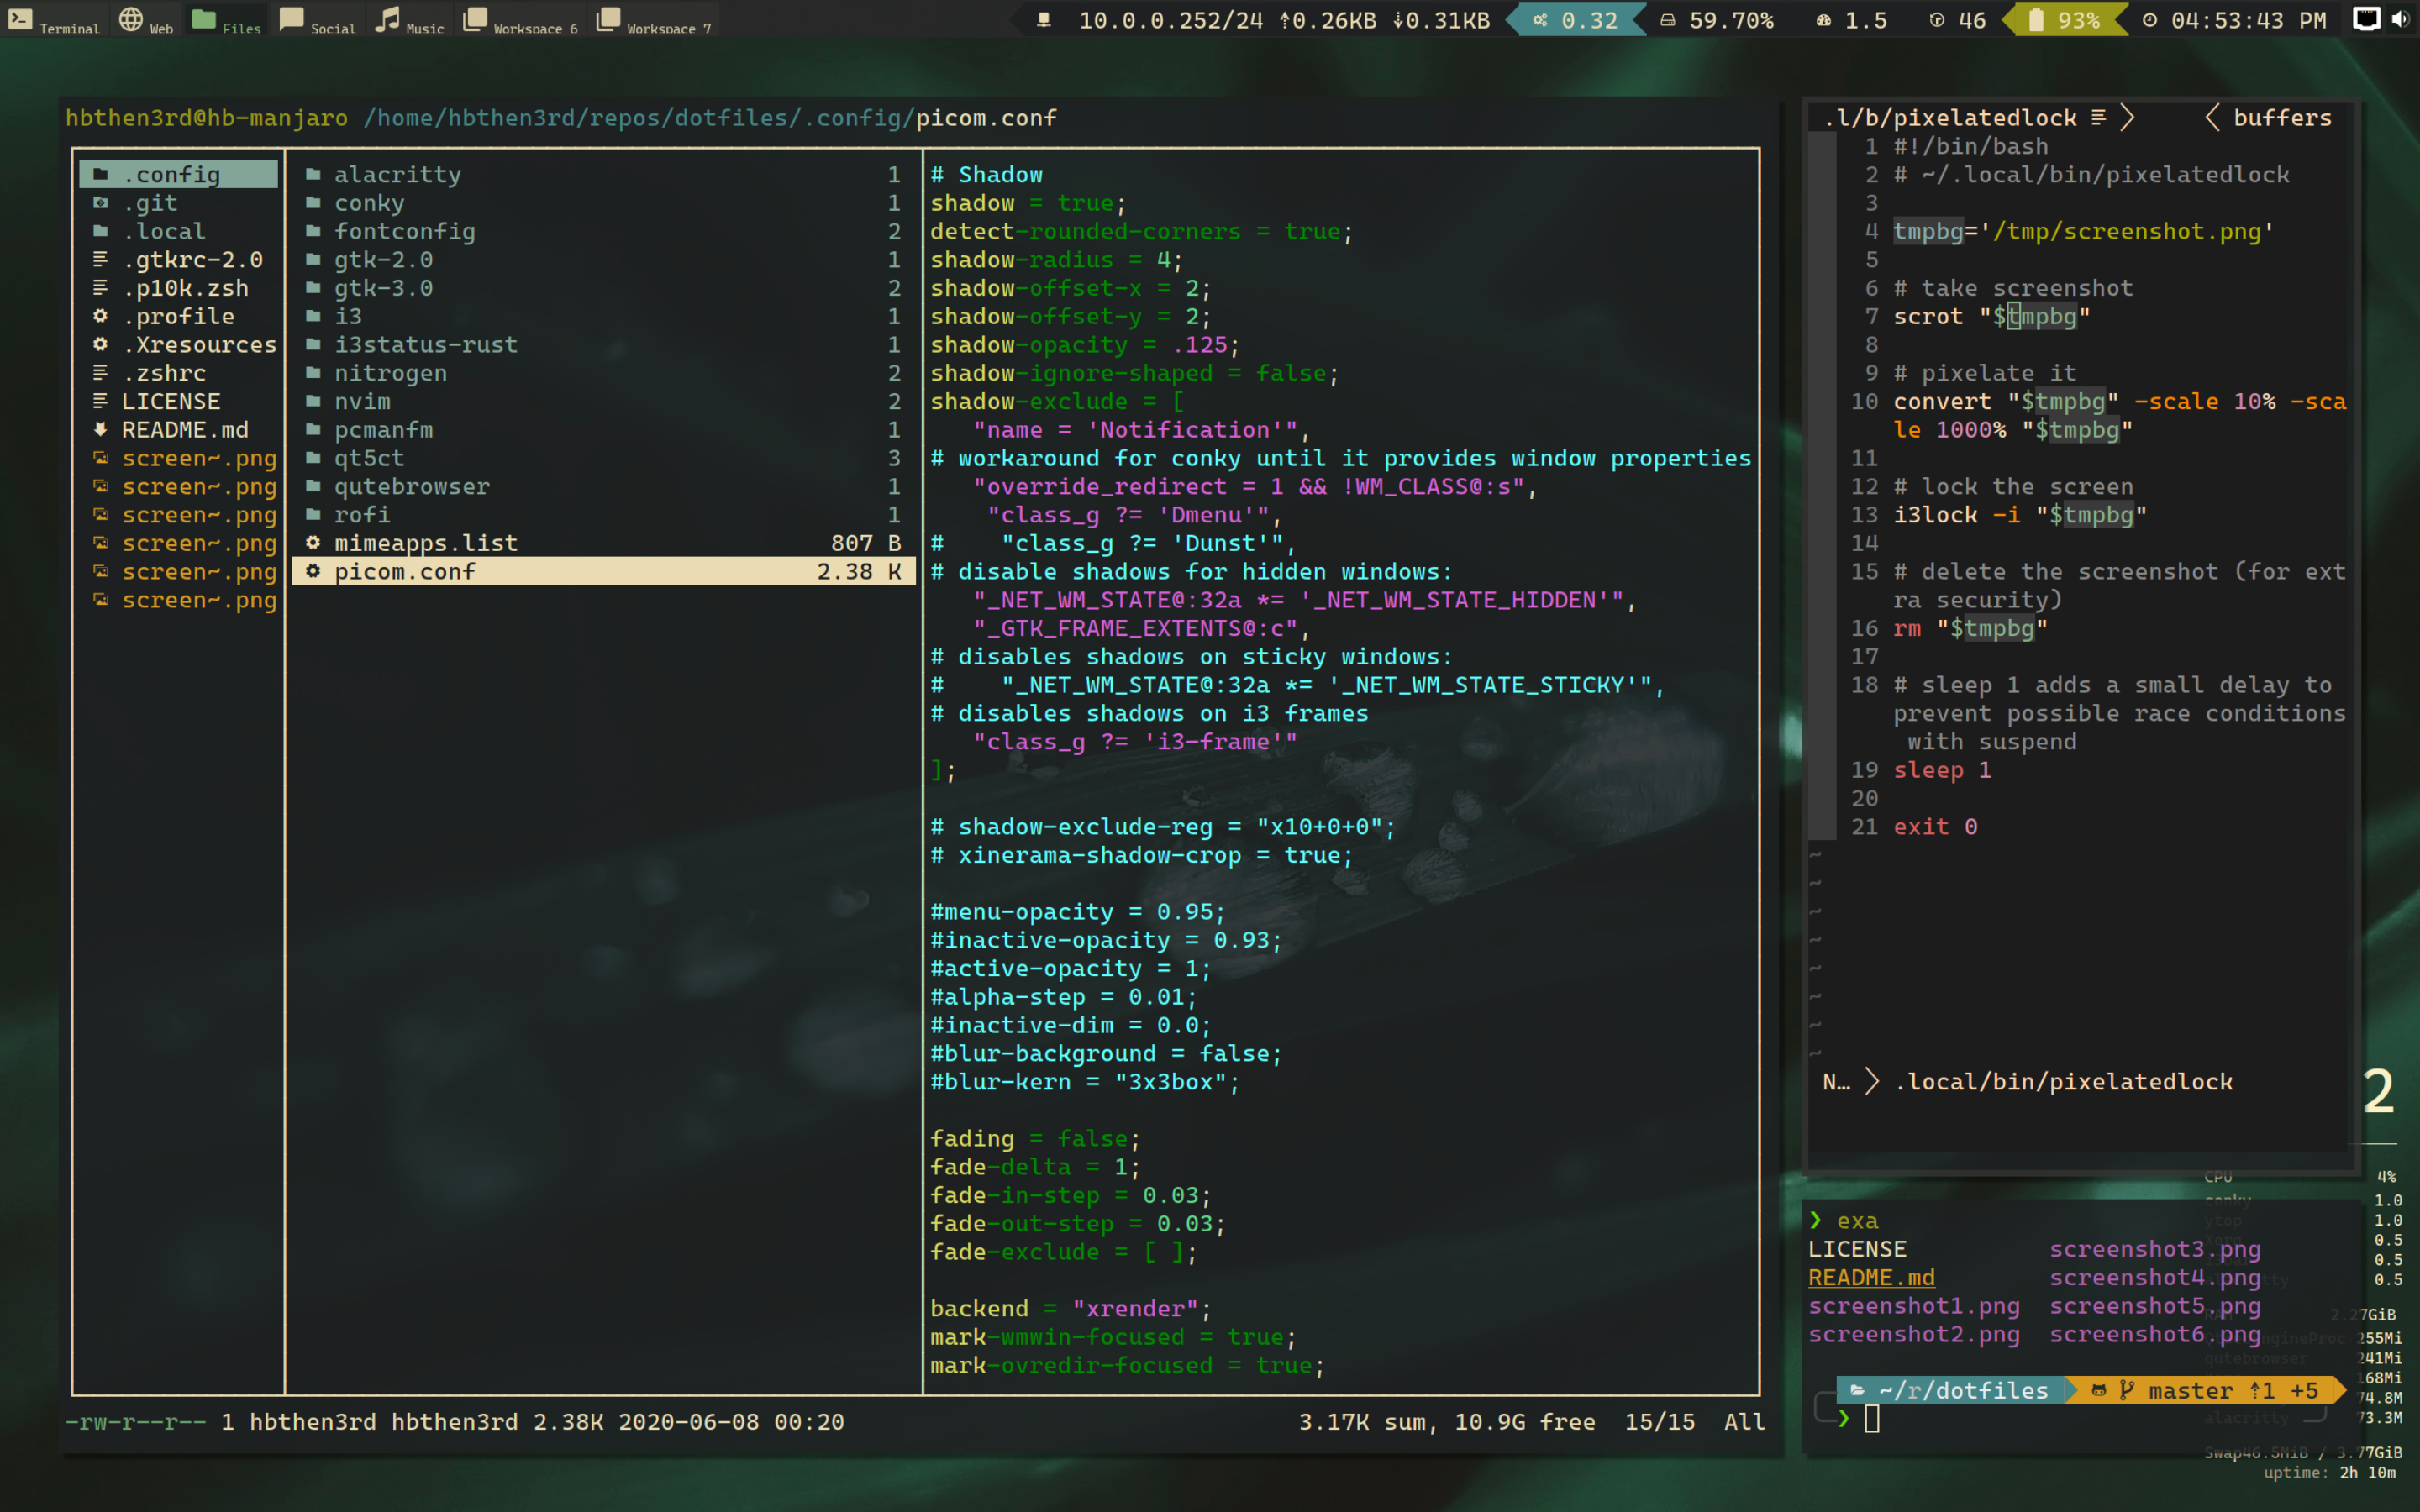 Terminal Web Files Social Music Workspace 6 Workspace 7
10.0.0.252/24 ⇡0.26KB ⇣0.31KB 0.32 59.70% 1.5 46 93% 04:53:43 PM
hbthen3rd@hb-manjaro /home/hbthen3rd/repos/dotfiles/.config/picom.conf
.config
.git
.local
.gtkrc-2.0
.p10k.zsh
.profile
.Xresources
.zshrc
LICENSE
README.md
screen~.png
screen~.png
screen~.png
screen~.png
screen~.png
screen~.png
alacritty 1
conky 1
fontconfig 2
gtk-2.0 1
gtk-3.0 2
i3 1
i3status-rust 1
nitrogen 2
nvim 2
pcmanfm 1
qt5ct 3
qutebrowser 1
rofi 1
mimeapps.list 807 B
picom.conf 2.38 K
# Shadow
shadow = true;
detect-rounded-corners = true;
shadow-radius = 4;
shadow-offset-x = 2;
shadow-offset-y = 2;
shadow-opacity = .125;
shadow-ignore-shaped = false;
shadow-exclude = [
"name = 'Notification'",
# workaround for conky until it provides window properties
"override_redirect = 1 && !WM_CLASS@:s",
"class_g ?= 'Dmenu'",
# "class_g ?= 'Dunst'",
# disable shadows for hidden windows:
"_NET_WM_STATE@:32a *= '_NET_WM_STATE_HIDDEN'",
"_GTK_FRAME_EXTENTS@:c",
# disables shadows on sticky windows:
# "_NET_WM_STATE@:32a *= '_NET_WM_STATE_STICKY'",
# disables shadows on i3 frames
"class_g ?= 'i3-frame'"
];
# shadow-exclude-reg = "x10+0+0";
# xinerama-shadow-crop = true;
#menu-opacity = 0.95;
#inactive-opacity = 0.93;
#active-opacity = 1;
#alpha-step = 0.01;
#inactive-dim = 0.0;
#blur-background = false;
#blur-kern = "3x3box";
fading = false;
fade-delta = 1;
fade-in-step = 0.03;
fade-out-step = 0.03;
fade-exclude = [ ];
backend = "xrender";
mark-wmwin-focused = true;
mark-ovredir-focused = true;
-rw-r--r-- 1 hbthen3rd hbthen3rd 2.38K 2020-06-08 00:20 3.17K sum, 10.9G free 15/15 All
.l/b/pixelatedlock buffers
1 #!/bin/bash
2 # ~/.local/bin/pixelatedlock
3
4 tmpbg='/tmp/screenshot.png'
5
6 # take screenshot
7 scrot "$tmpbg"
8
9 # pixelate it
10 convert "$tmpbg" -scale 10% -sca
le 1000% "$tmpbg"
11
12 # lock the screen
13 i3lock -i "$tmpbg"
14
15 # delete the screenshot (for ext
ra security)
16 rm "$tmpbg"
17
18 # sleep 1 adds a small delay to
prevent possible race conditions
with suspend
19 sleep 1
20
21 exit 0
~
~
~
~
~
~
~
~
N… .local/bin/pixelatedlock
❯ exa
LICENSE screenshot3.png
README.md screenshot4.png
screenshot1.png screenshot5.png
screenshot2.png screenshot6.png
~/r/dotfiles master ⇡1 +5
❯
2
CPU 4%
conky 1.0
ytop 1.0
0.5
0.5
0.5
2.27GiB
255Mi
qutebrowser 241Mi
168Mi
74.8M
alacritty 73.3M
Swap46.5MiB / 3.77GiB
uptime: 2h 10m